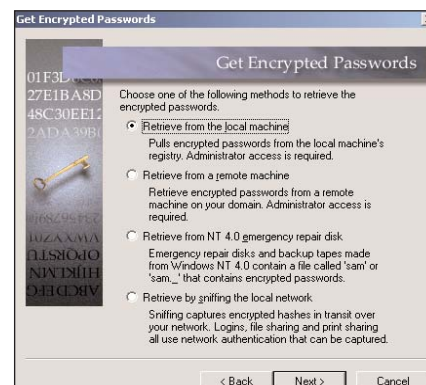 Get Encrypted Passwords
Get Encrypted Passwords
27E1BA8D
48C30EE12
2ADA39B
Choose one of the following methods to retrieve the
encrypted passwords.
Retrieve from the local machine
Pulls encrypted passwords from the local machine's
registry. Administrator access is required.
Retrieve from a remote machine
Retrieve encrypted passwords from a remote
machine on your domain. Administrator access is
required.
Retrieve from NT 4.0 emergency repair disk
Emergency repair disks and backup tapes made
from Windows NT 4.0 contain a file called 'sam' or
'sam._' that contains encrypted passwords.
Retrieve by sniffing the local network
Sniffing captures encrypted hashes in transit over
your network. Logins, file sharing and print sharing
all use network authentication that can be captured.
< Back
Next >
Cancel